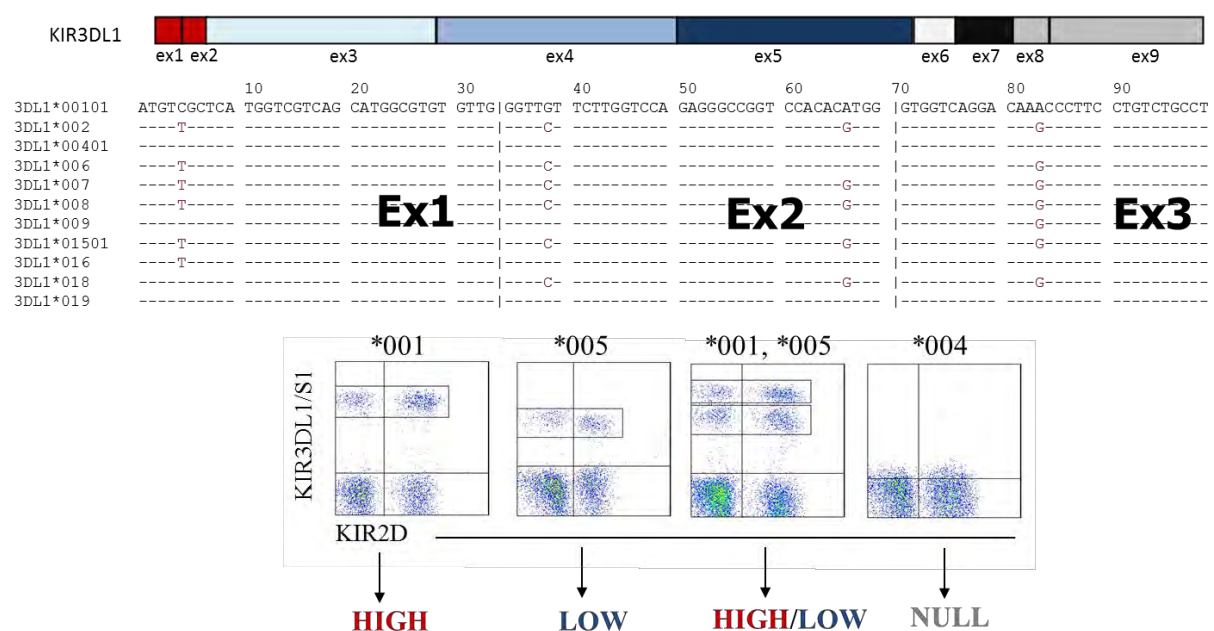 KIR3DL1
ex1 ex2 ex3 ex4 ex5 ex6 ex7 ex8 ex9
10 20 30 40 50 60 70 80 90
3DL1*00101 ATGTCGCTCA TGGTCGTCAG CATGGCGTGT GTTG|GGTTGT TCTTGGTCCA GAGGGCCGGT CCACACATGG |GTGGTCAGGA CAAACCCTTC CTGTCTGCCT
3DL1*002 ----T----- ---------- ---------- ----|----C- ---------- ---------- -----G---- |---------- ---G------ ----------
3DL1*00401 ---------- ---------- ---------- ----|------ ---------- ---------- ---------- |---------- ---------- ----------
3DL1*006 ----T----- ---------- ---------- ----|----C- ---------- ---------- ---------- |---------- ---G------ ----------
3DL1*007 ----T----- ---------- ---------- ----|----C- ---------- ---------- -----G---- |---------- ---G------ ----------
3DL1*008 ----T----- ---------- ---------- ----|----C- ---------- ---------- -----G---- |---------- ---G------ ----------
3DL1*009 ---------- ---------- ---------- ----|------ ---------- ---------- ---------- |---------- ---G------ ----------
3DL1*01501 ----T----- ---------- ---------- ----|----C- ---------- ---------- -----G---- |---------- ---G------ ----------
3DL1*016 ----T----- ---------- ---------- ----|------ ---------- ---------- ---------- |---------- ---------- ----------
3DL1*018 ---------- ---------- ---------- ----|----C- ---------- ---------- -----G---- |---------- ---G------ ----------
3DL1*019 ---------- ---------- ---------- ----|------ ---------- ---------- ---------- |---------- ---------- ----------
Ex1 Ex2 Ex3
*001 *005 *001, *005 *004
KIR3DL1/S1
KIR2D
HIGH LOW HIGH/LOW NULL